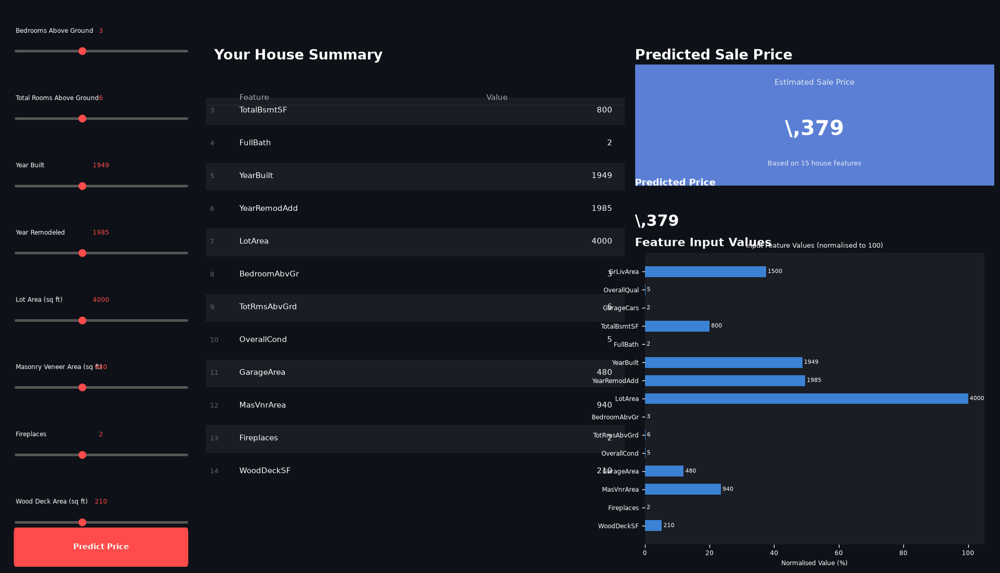 Bedrooms Above Ground 3
Total Rooms Above Ground 6
Year Built 1949
Year Remodeled 1985
Lot Area (sq ft) 4000
Masonry Veneer Area (sq ft) 940
Fireplaces 2
Wood Deck Area (sq ft) 210
Predict Price
Your House Summary
Feature Value
3 TotalBsmtSF 800
4 FullBath 2
5 YearBuilt 1949
6 YearRemodAdd 1985
7 LotArea 4000
8 BedroomAbvGr 3
9 TotRmsAbvGrd 6
10 OverallCond 5
11 GarageArea 480
12 MasVnrArea 940
13 Fireplaces 2
14 WoodDeckSF 210
Predicted Sale Price
Estimated Sale Price
\,379
Based on 15 house features
Predicted Price
\,379
Feature Input Values
Input Feature Values (normalised to 100)
GrLivArea 1500
OverallQual 5
GarageCars 2
TotalBsmtSF 800
FullBath 2
YearBuilt 1949
YearRemodAdd 1985
LotArea 4000
BedroomAbvGr 3
TotRmsAbvGrd 6
OverallCond 5
GarageArea 480
MasVnrArea 940
Fireplaces 2
WoodDeckSF 210
0 20 40 60 80 100
Normalised Value (%)